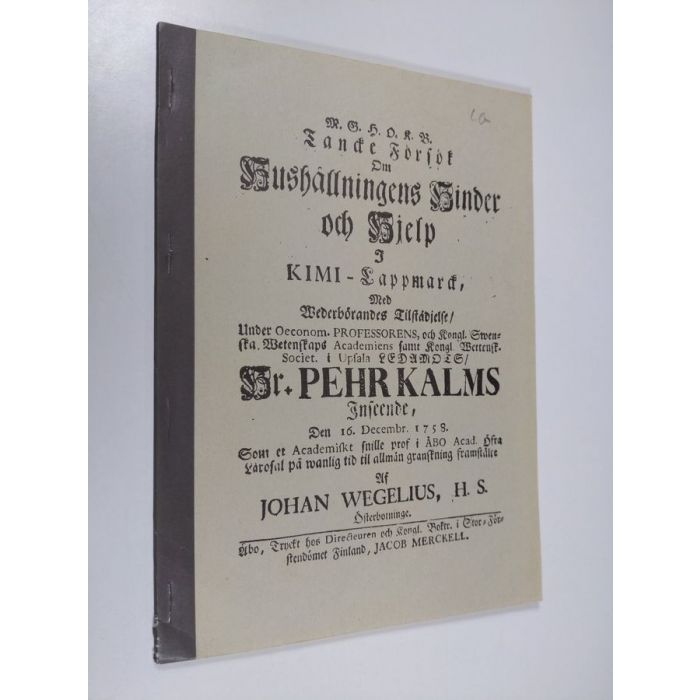 M. G. H. O. K. V.
Tancke Försök
Om
Hushållningens Hinder
och Hjelp
I
KIMI-Lappmarck,
Med
Wederbörandes Tilstådjelse/
Under Oeconom. PROFESSORENS, och Kongl. Swen-
ska. Wetenskaps Academiens samt Kongl Wettensk.
Societ. i Upsala LEDAMOTS/
Hr. PEHR KALMS
Inseende,
Den 16. Decembr. 1758.
Som et Academiskt snille prof i ÅBO Acad. Öfra
Lärosal på wanlig tid til allmän granskning framstält
Af
JOHAN WEGELIUS, H. S.
Österbotninge.
Åbo, Tryckt hos Directeuren och Kongl. Boktr. i Stor-För-
stendömet Finland, JACOB MERCKELL.